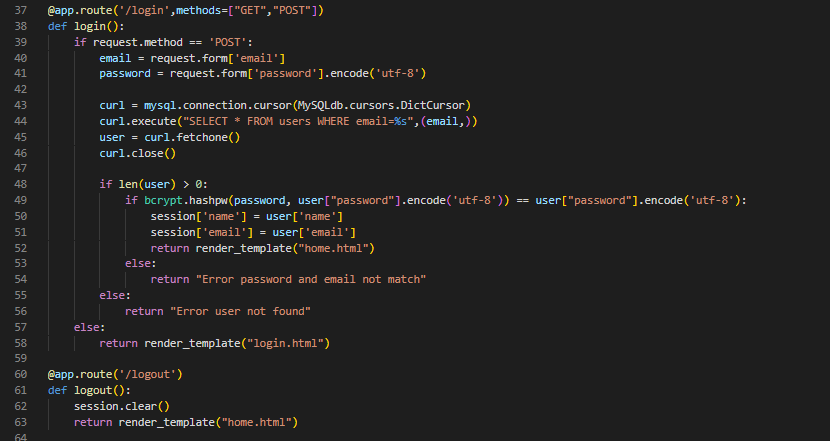 37 @app.route('/login',methods=["GET","POST"])
38 def login():
39     if request.method == 'POST':
40         email = request.form['email']
41         password = request.form['password'].encode('utf-8')
42
43         curl = mysql.connection.cursor(MySQLdb.cursors.DictCursor)
44         curl.execute("SELECT * FROM users WHERE email=%s",(email,))
45         user = curl.fetchone()
46         curl.close()
47
48         if len(user) > 0:
49             if bcrypt.hashpw(password, user["password"].encode('utf-8')) == user["password"].encode('utf-8'):
50                 session['name'] = user['name']
51                 session['email'] = user['email']
52                 return render_template("home.html")
53             else:
54                 return "Error password and email not match"
55         else:
56             return "Error user not found"
57     else:
58         return render_template("login.html")
59
60 @app.route('/logout')
61 def logout():
62     session.clear()
63     return render_template("home.html")
64